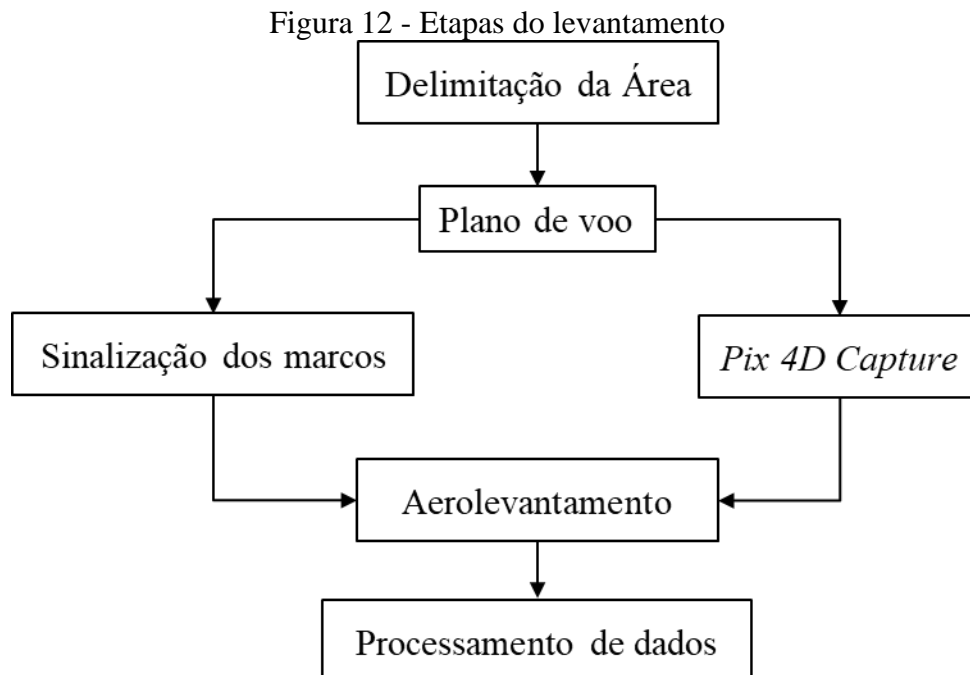 Figura 12 - Etapas do levantamento
Delimitação da Área
Plano de voo
Sinalização dos marcos
Pix 4D Capture
Aerolevantamento
Processamento de dados